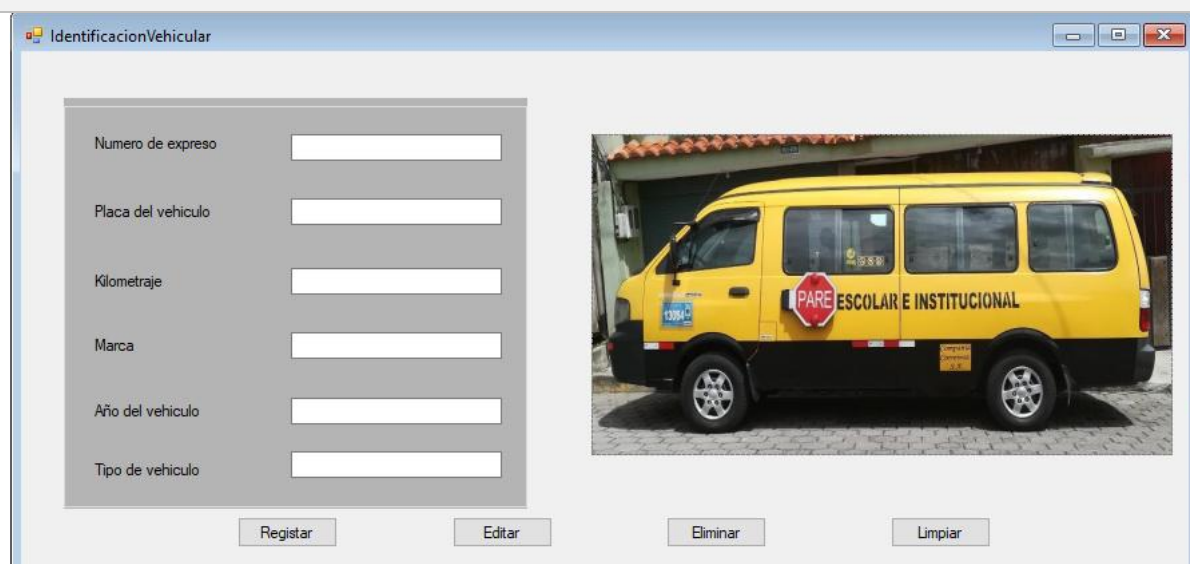 IdentificacionVehicular
Numero de expreso
Placa del vehiculo
Kilometraje
Marca
Año del vehiculo
Tipo de vehiculo
PARE
ESCOLAR E INSTITUCIONAL
13054
Registar
Editar
Eliminar
Limpiar